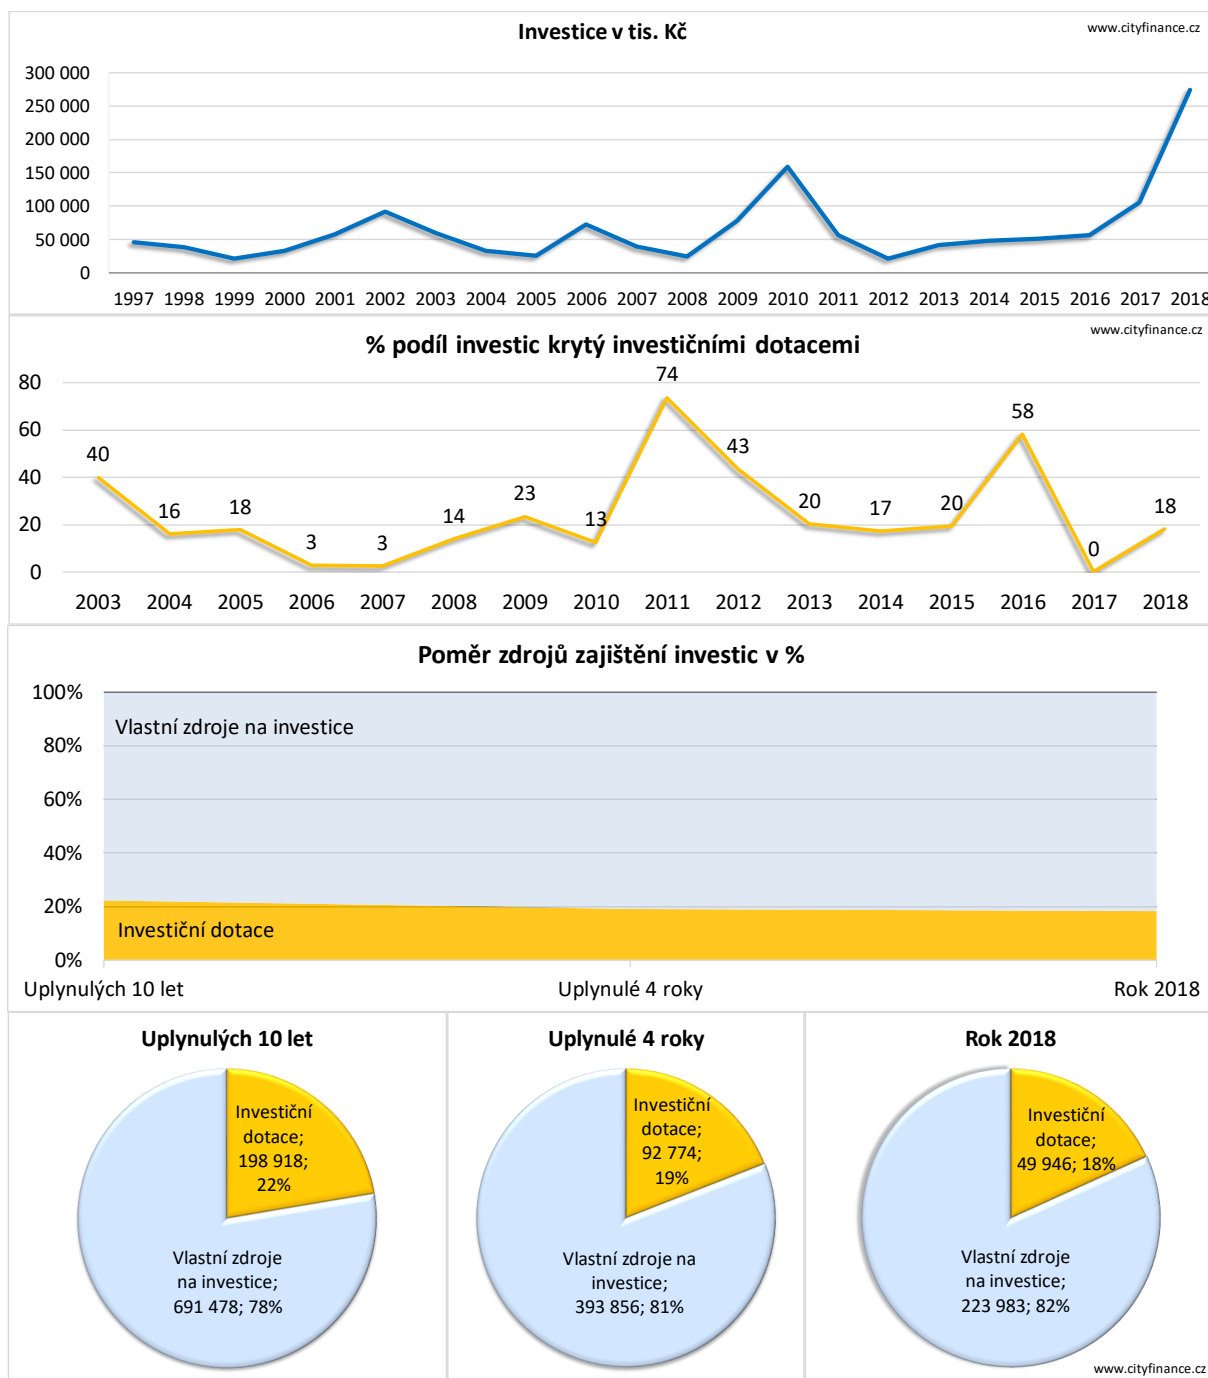 Investice v tis. Kč
www.cityfinance.cz
300 000
250 000
200 000
150 000
100 000
50 000
0
1997 1998 1999 2000 2001 2002 2003 2004 2005 2006 2007 2008 2009 2010 2011 2012 2013 2014 2015 2016 2017 2018
www.cityfinance.cz
% podíl investic krytý investičními dotacemi
80
60
40
20
0
40 16 18 3 3 14 23 13 74 43 20 17 20 58 0 18
2003 2004 2005 2006 2007 2008 2009 2010 2011 2012 2013 2014 2015 2016 2017 2018
Poměr zdrojů zajištění investic v %
100%
80%
60%
40%
20%
0%
Vlastní zdroje na investice
Investiční dotace
Uplynulých 10 let Uplynulé 4 roky Rok 2018
Uplynulých 10 let
Investiční
dotace;
198 918;
22%
Vlastní zdroje
na investice;
691 478; 78%
Uplynulé 4 roky
Investiční
dotace;
92 774;
19%
Vlastní zdroje na
investice;
393 856; 81%
Rok 2018
Investiční
dotace;
49 946; 18%
Vlastní zdroje
na investice;
223 983; 82%
www.cityfinance.cz